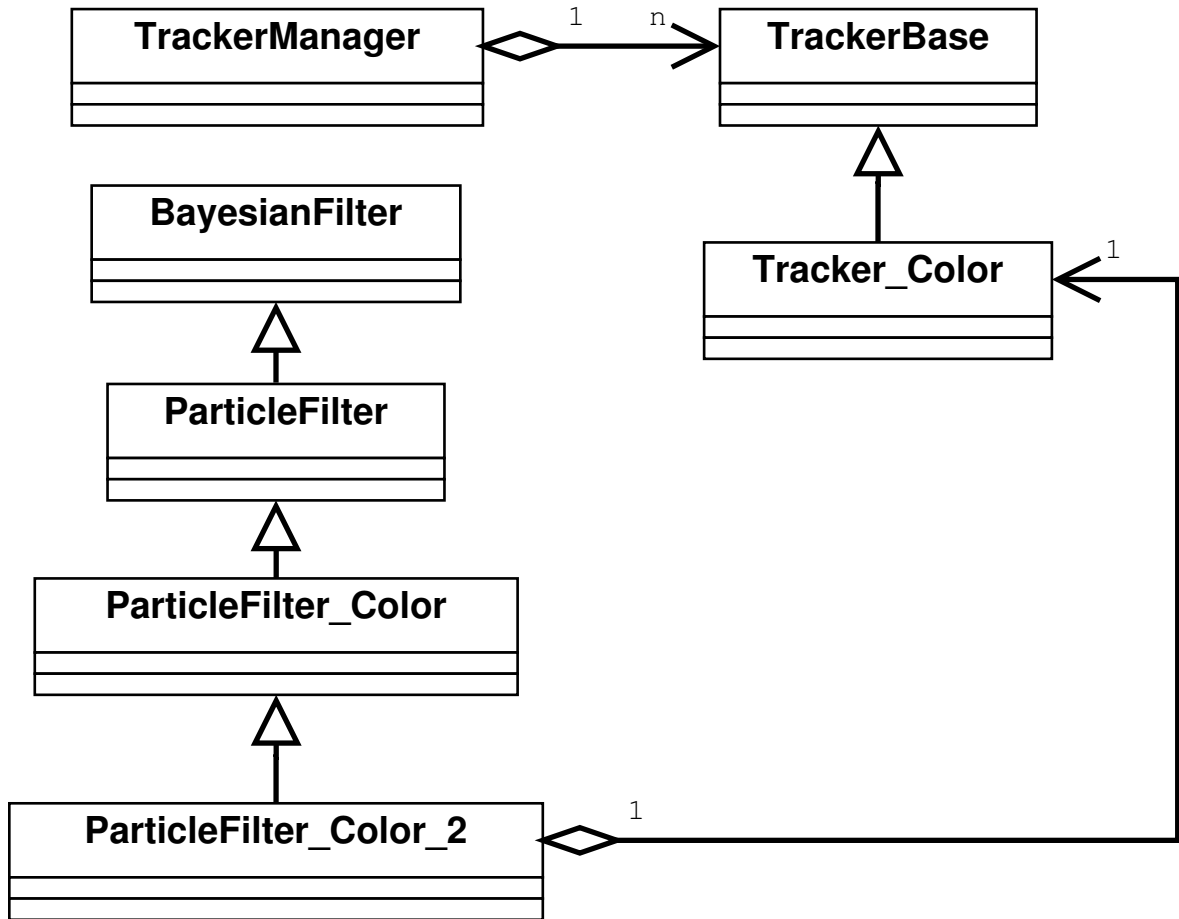 TrackerManager
1
n
TrackerBase
BayesianFilter
Tracker_Color
1
ParticleFilter
ParticleFilter_Color
ParticleFilter_Color_2
1